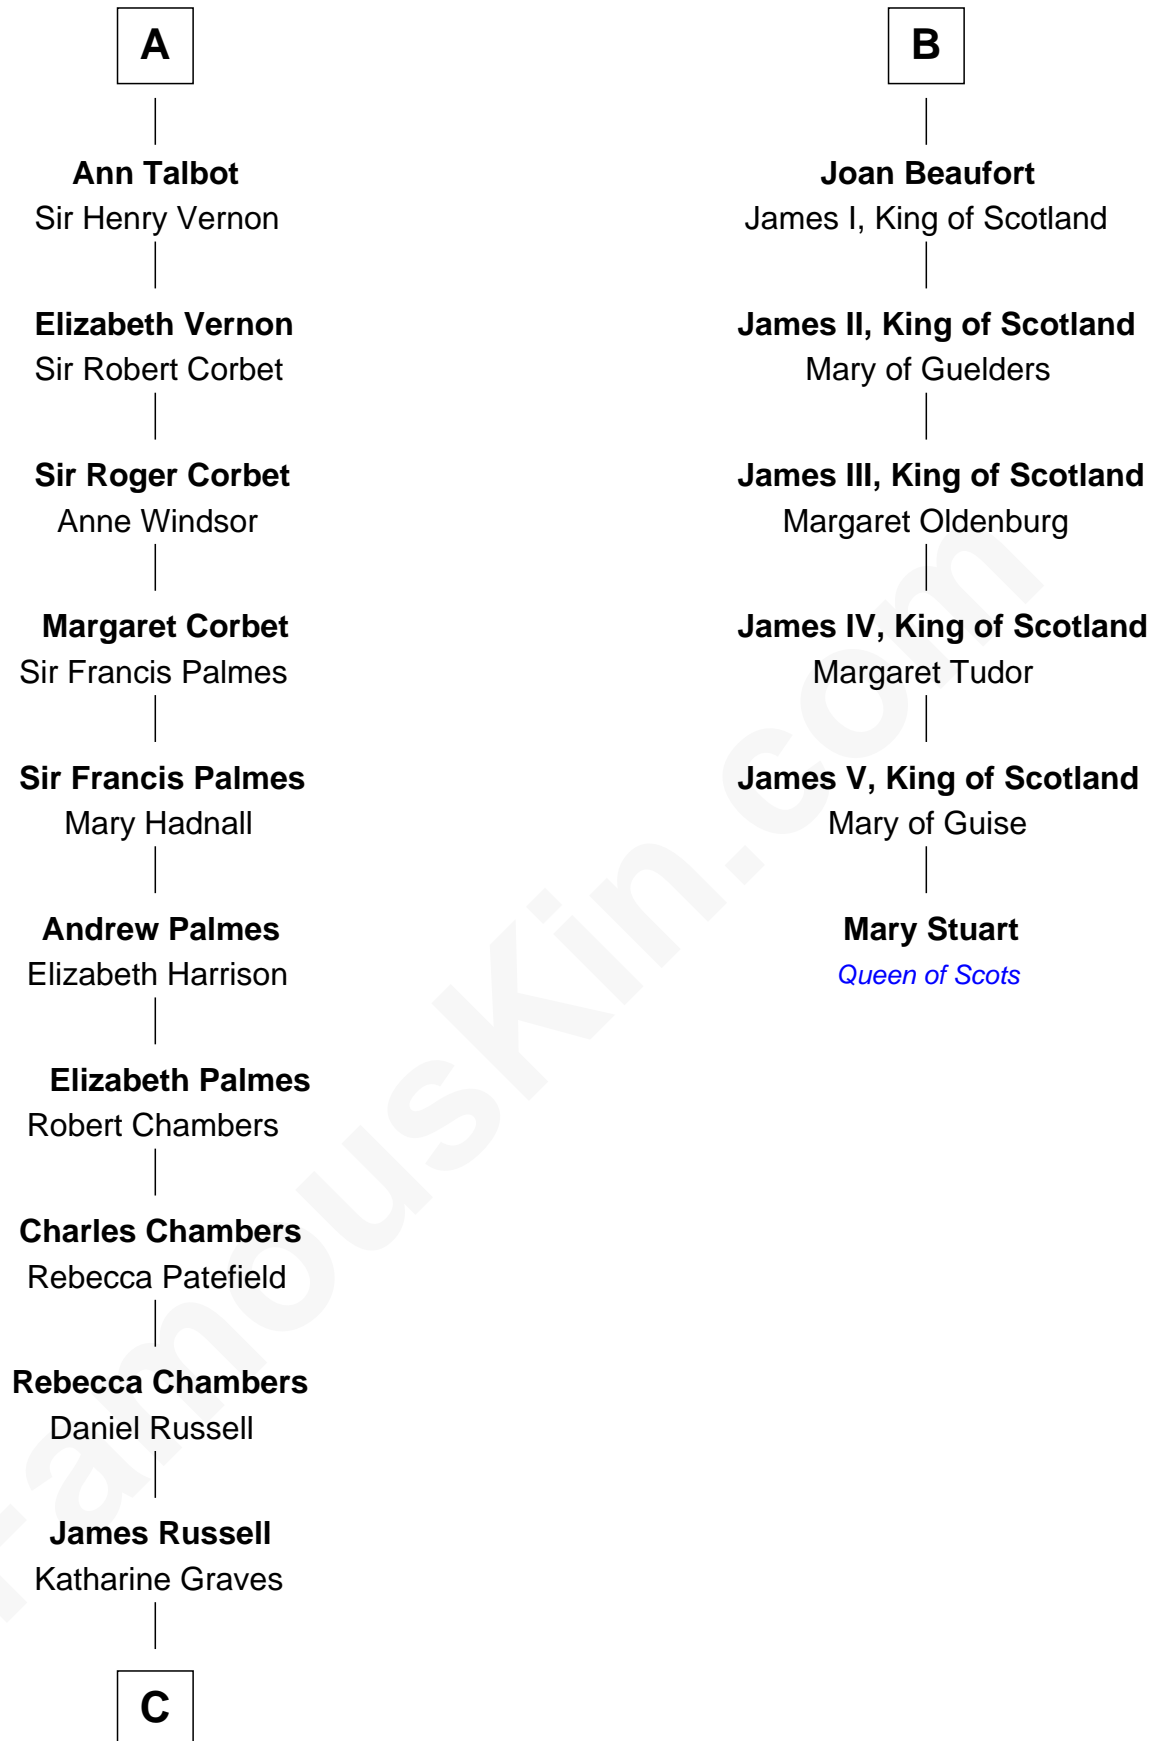 A
Ann Talbot
Sir Henry Vernon
Elizabeth Vernon
Sir Robert Corbet
Sir Roger Corbet
Anne Windsor
Margaret Corbet
Sir Francis Palmes
Sir Francis Palmes
Mary Hadnall
Andrew Palmes
Elizabeth Harrison
Elizabeth Palmes
Robert Chambers
Charles Chambers
Rebecca Patefield
Rebecca Chambers
Daniel Russell
James Russell
Katharine Graves
C
B
Joan Beaufort
James I, King of Scotland
James II, King of Scotland
Mary of Guelders
James III, King of Scotland
Margaret Oldenburg
James IV, King of Scotland
Margaret Tudor
James V, King of Scotland
Mary of Guise
Mary Stuart
Queen of Scots
FamousKin.com